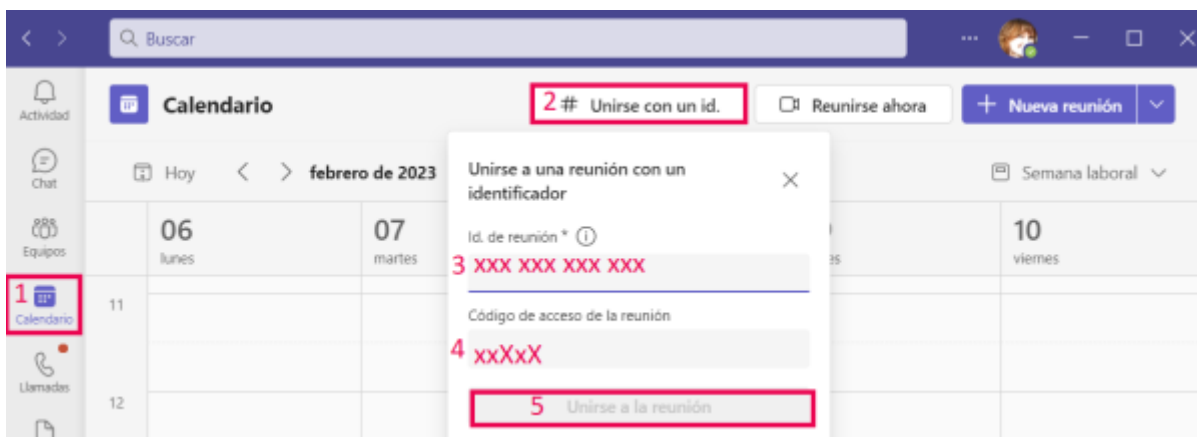 Buscar
Actividad
Calendario
2 # Unirse con un id.
Reunirse ahora
+ Nueva reunión
Chat
Hoy
febrero de 2023
Semana laboral
Unirse a una reunión con un identificador
Equipos
06
lunes
07
martes
10
viernes
es
Id. de reunión *
3 xxx xxx xxx xxx
1
Calendario
11
Código de acceso de la reunión
4 xxXxX
Llamadas
12
5 Unirse a la reunión